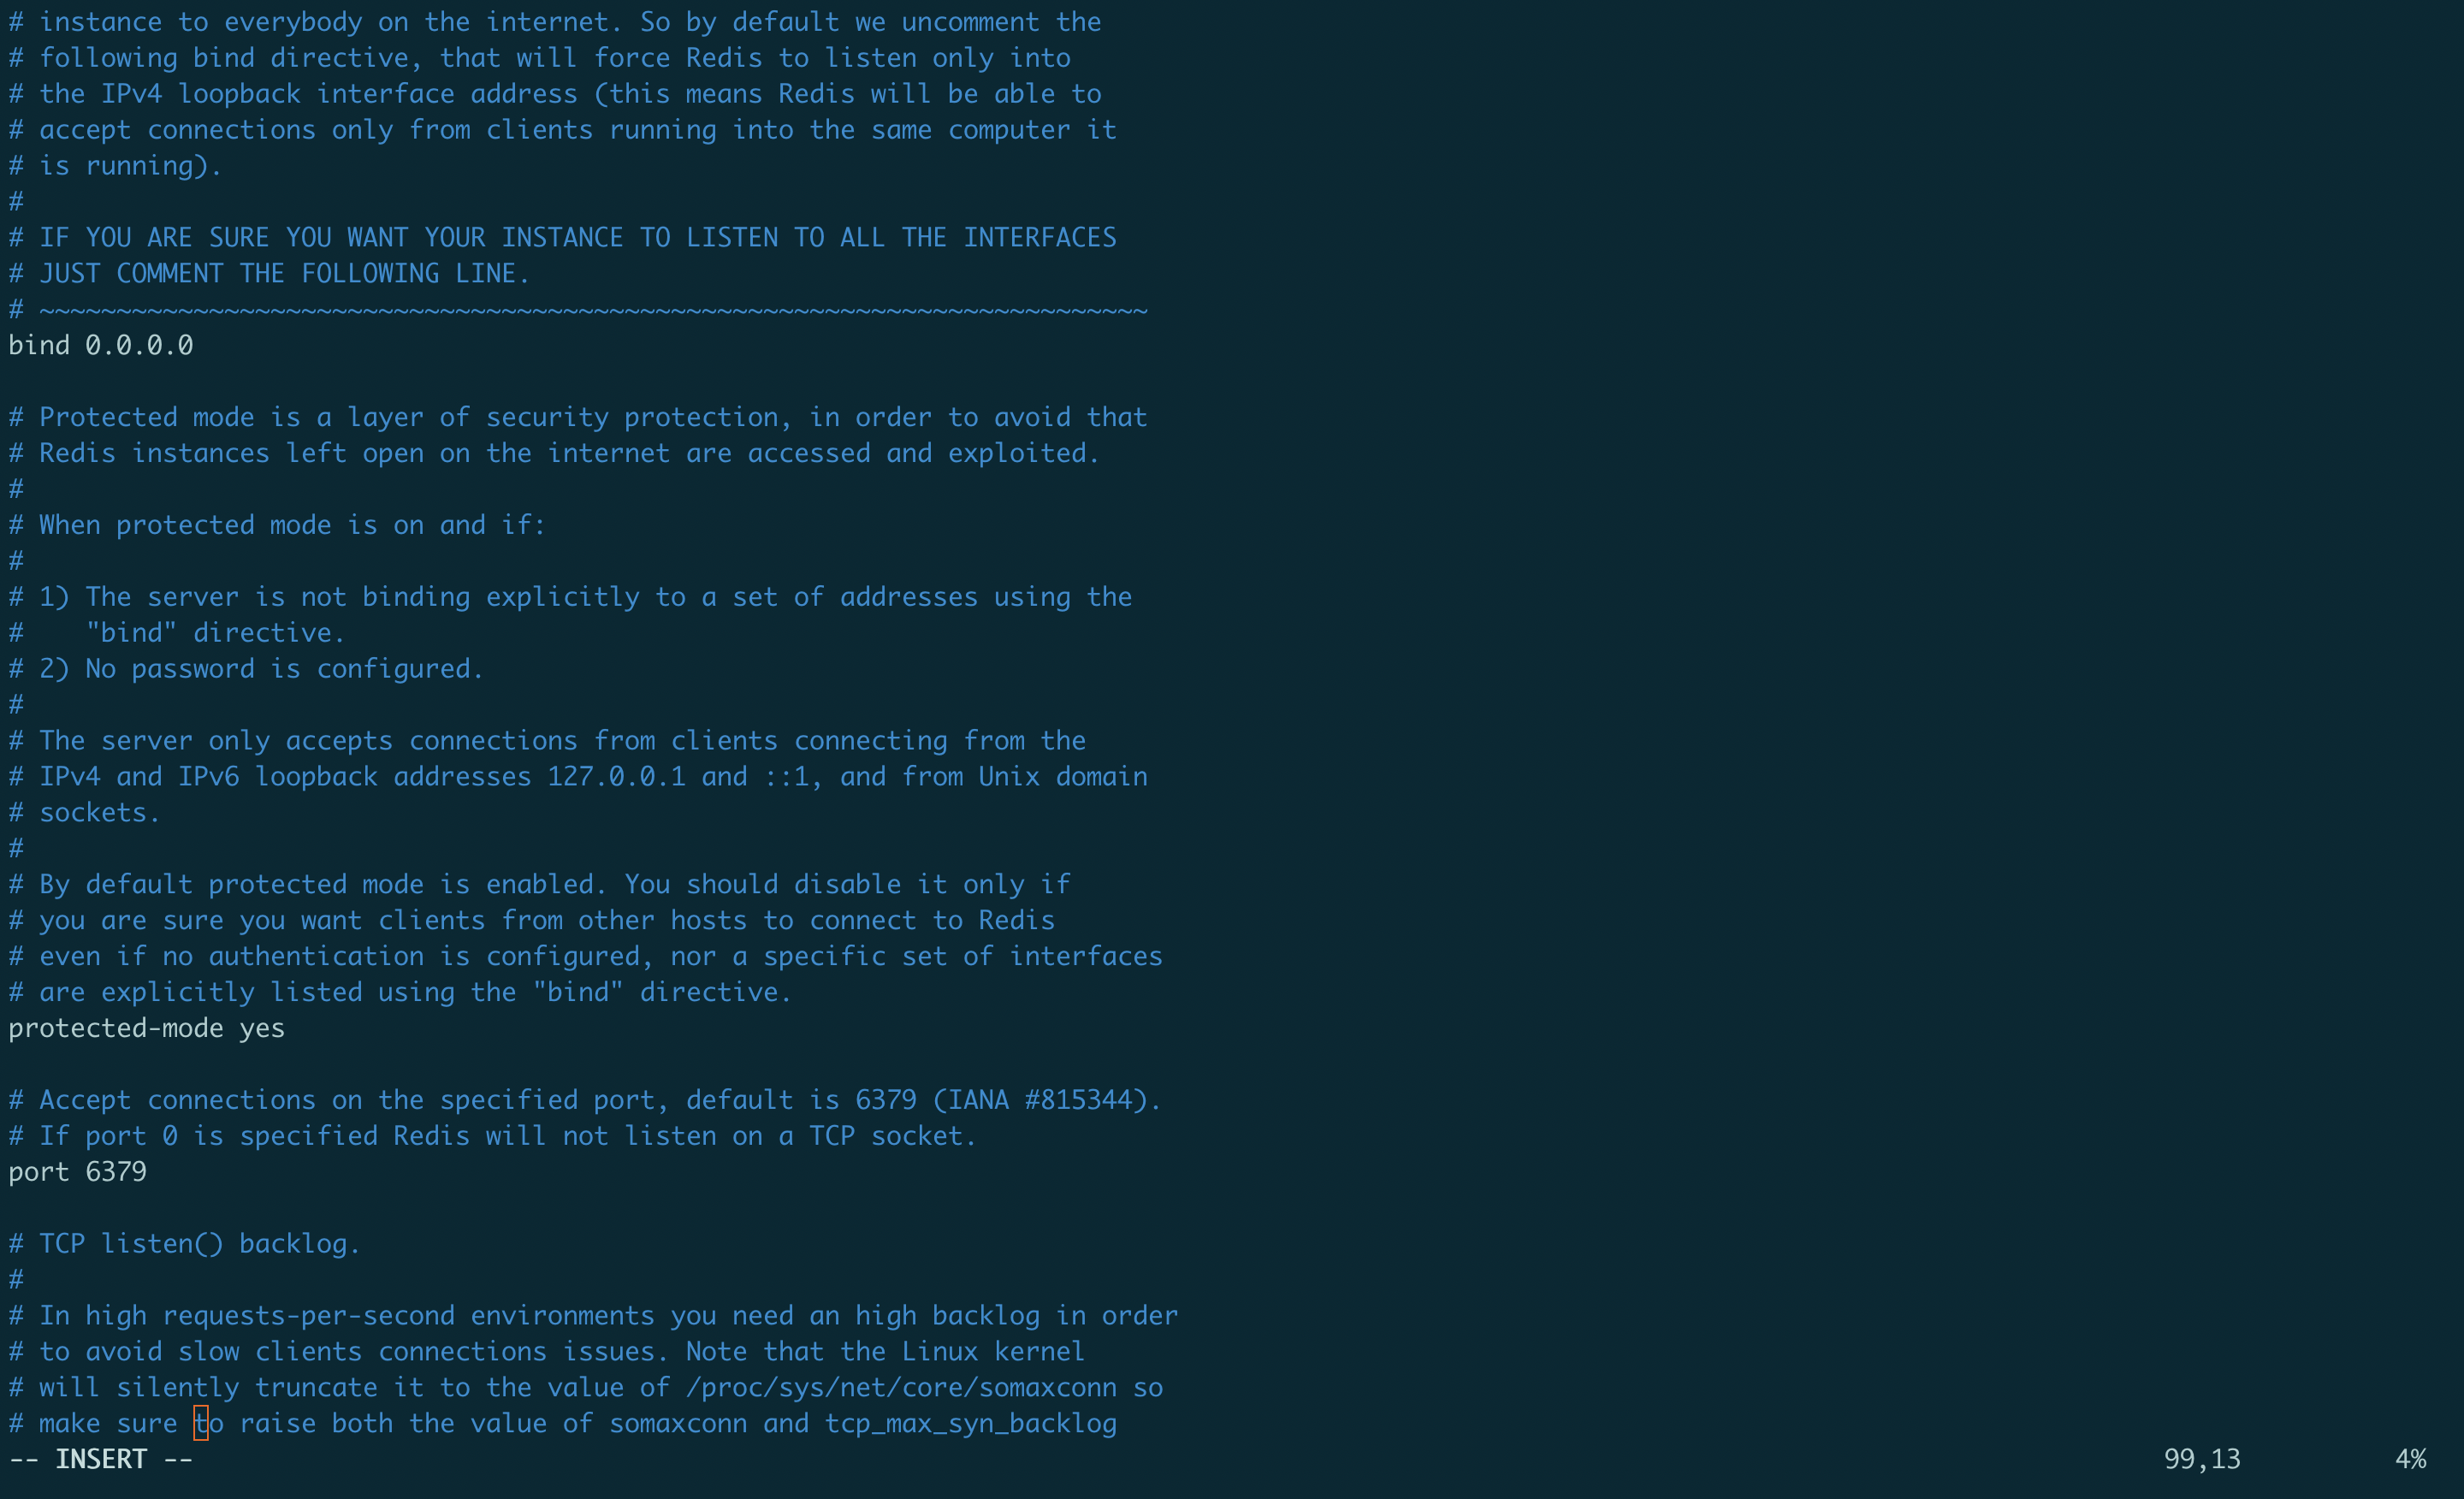 # instance to everybody on the internet. So by default we uncomment the
# following bind directive, that will force Redis to listen only into
# the IPv4 loopback interface address (this means Redis will be able to
# accept connections only from clients running into the same computer it
# is running).
#
# IF YOU ARE SURE YOU WANT YOUR INSTANCE TO LISTEN TO ALL THE INTERFACES
# JUST COMMENT THE FOLLOWING LINE.
# ~~~~~~~~~~~~~~~~~~~~~~~~~~~~~~~~~~~~~~~~~~~~~~~~~~~~~~~~~~~~~~~~~~~~~~~~
bind 0.0.0.0

# Protected mode is a layer of security protection, in order to avoid that
# Redis instances left open on the internet are accessed and exploited.
#
# When protected mode is on and if:
#
# 1) The server is not binding explicitly to a set of addresses using the
#    "bind" directive.
# 2) No password is configured.
#
# The server only accepts connections from clients connecting from the
# IPv4 and IPv6 loopback addresses 127.0.0.1 and ::1, and from Unix domain
# sockets.
#
# By default protected mode is enabled. You should disable it only if
# you are sure you want clients from other hosts to connect to Redis
# even if no authentication is configured, nor a specific set of interfaces
# are explicitly listed using the "bind" directive.
protected-mode yes

# Accept connections on the specified port, default is 6379 (IANA #815344).
# If port 0 is specified Redis will not listen on a TCP socket.
port 6379

# TCP listen() backlog.
#
# In high requests-per-second environments you need an high backlog in order
# to avoid slow clients connections issues. Note that the Linux kernel
# will silently truncate it to the value of /proc/sys/net/core/somaxconn so
# make sure to raise both the value of somaxconn and tcp_max_syn_backlog
-- INSERT -- 99,13 4%